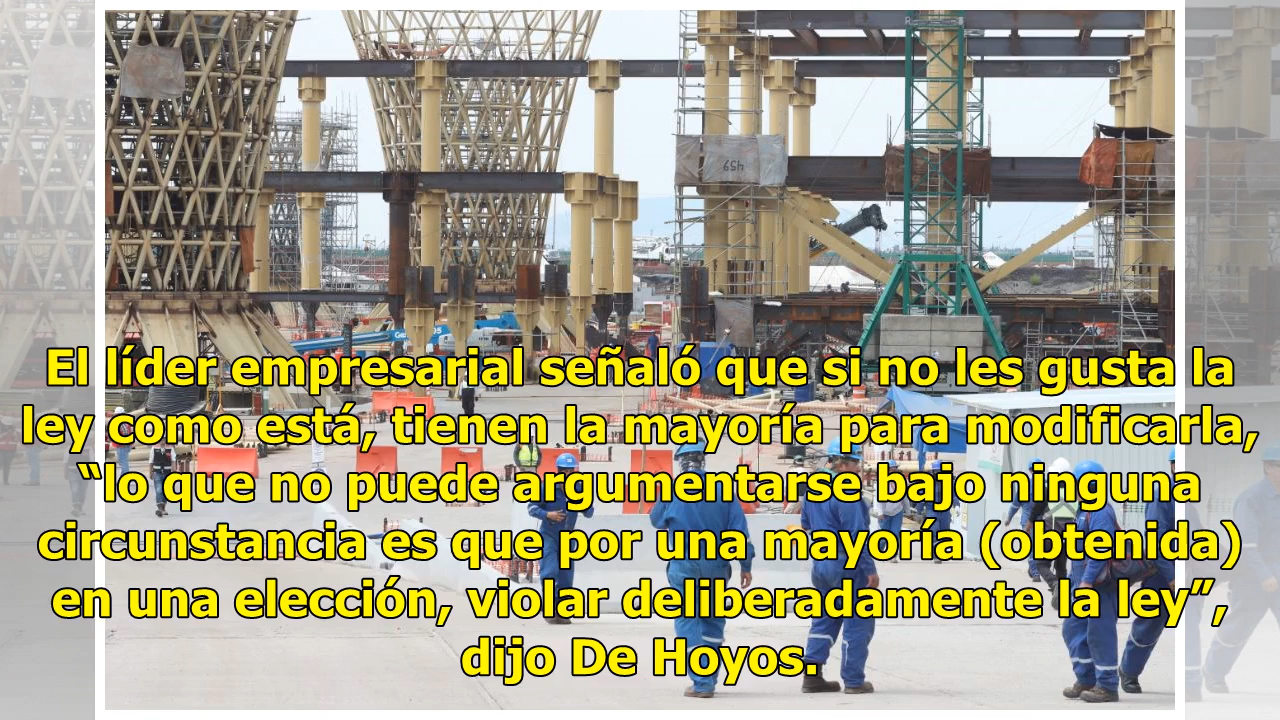 659
El líder empresarial señaló que si no les gusta la
ley como está, tienen la mayoría para modificarla,
“lo que no puede argumentarse bajo ninguna
circunstancia es que por una mayoría (obtenida)
en una elección, violar deliberadamente la ley”,
dijo De Hoyos.